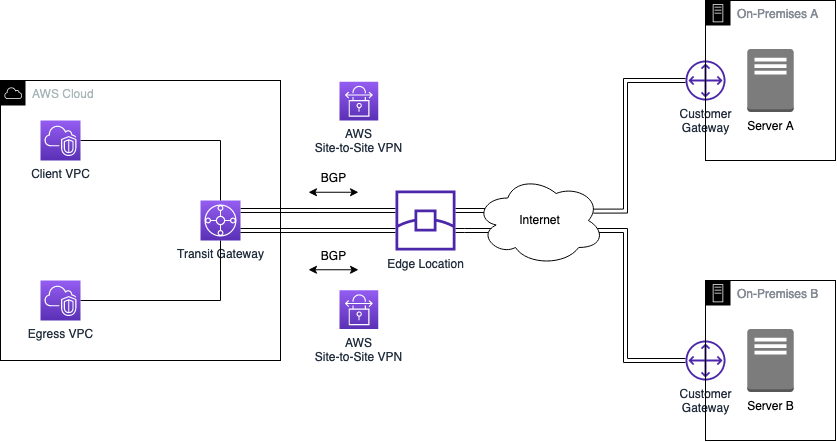 On-Premises A
AWS Cloud
AWS
Site-to-Site VPN
Customer
Gateway
Server A
Client VPC
BGP
Transit Gateway
Internet
Edge Location
BGP
AWS
Site-to-Site VPN
Egress VPC
On-Premises B
Customer
Gateway
Server B